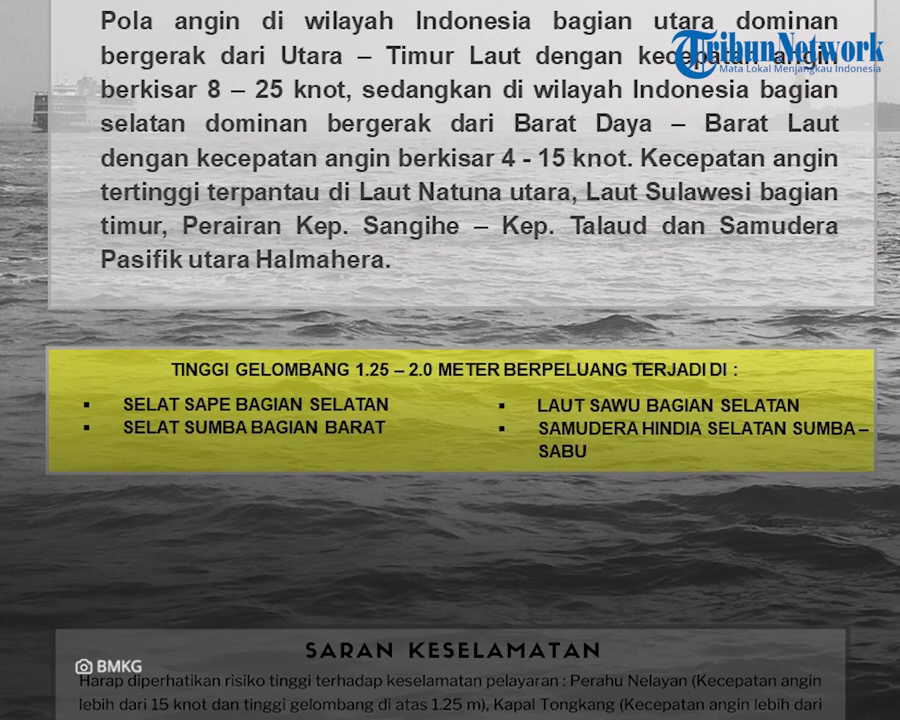 Pola angin di wilayah Indonesia bagian utara dominan
bergerak dari Utara – Timur Laut dengan kecepatan angin
berkisar 8 – 25 knot, sedangkan di wilayah Indonesia bagian
selatan dominan bergerak dari Barat Daya – Barat Laut
dengan kecepatan angin berkisar 4 - 15 knot. Kecepatan angin
tertinggi terpantau di Laut Natuna utara, Laut Sulawesi bagian
timur, Perairan Kep. Sangihe – Kep. Talaud dan Samudera
Pasifik utara Halmahera.
TribunNetwork
Mata Lokal Menjangkau Indonesia
TINGGI GELOMBANG 1.25 – 2.0 METER BERPELUANG TERJADI DI :
▪ SELAT SAPE BAGIAN SELATAN
▪ SELAT SUMBA BAGIAN BARAT
▪ LAUT SAWU BAGIAN SELATAN
▪ SAMUDERA HINDIA SELATAN SUMBA –
SABU
SARAN KESELAMATAN
BMKG
Harap diperhatikan risiko tinggi terhadap keselamatan pelayaran : Perahu Nelayan (Kecepatan angin
lebih dari 15 knot dan tinggi gelombang di atas 1.25 m), Kapal Tongkang (Kecepatan angin lebih dari